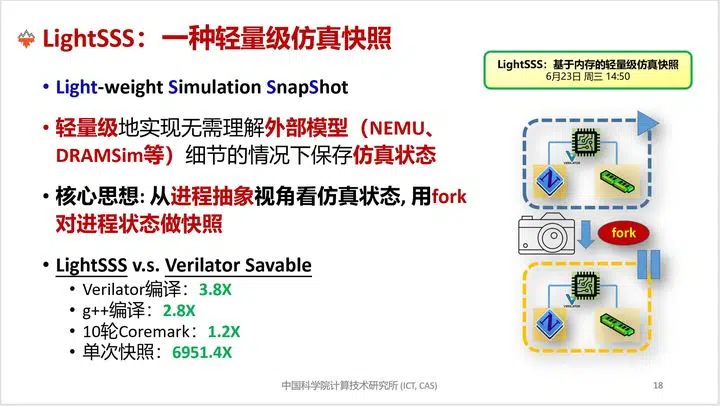 LightSSS：一种轻量级仿真快照
LightSSS：基于内存的轻量级仿真快照
6月23日 周三 14:50
• Light-weight Simulation SnapShot
• 轻量级地实现无需理解外部模型（NEMU、
DRAMSim等）细节的情况下保存仿真状态
• 核心思想: 从进程抽象视角看仿真状态, 用fork
对进程状态做快照
• LightSSS v.s. Verilator Savable
• Verilator编译：3.8X
• g++编译：2.8X
• 10轮Coremark：1.2X
• 单次快照：6951.4X
VERILATOR
fork
VERILATOR
中国科学院计算技术研究所 (ICT, CAS)
18